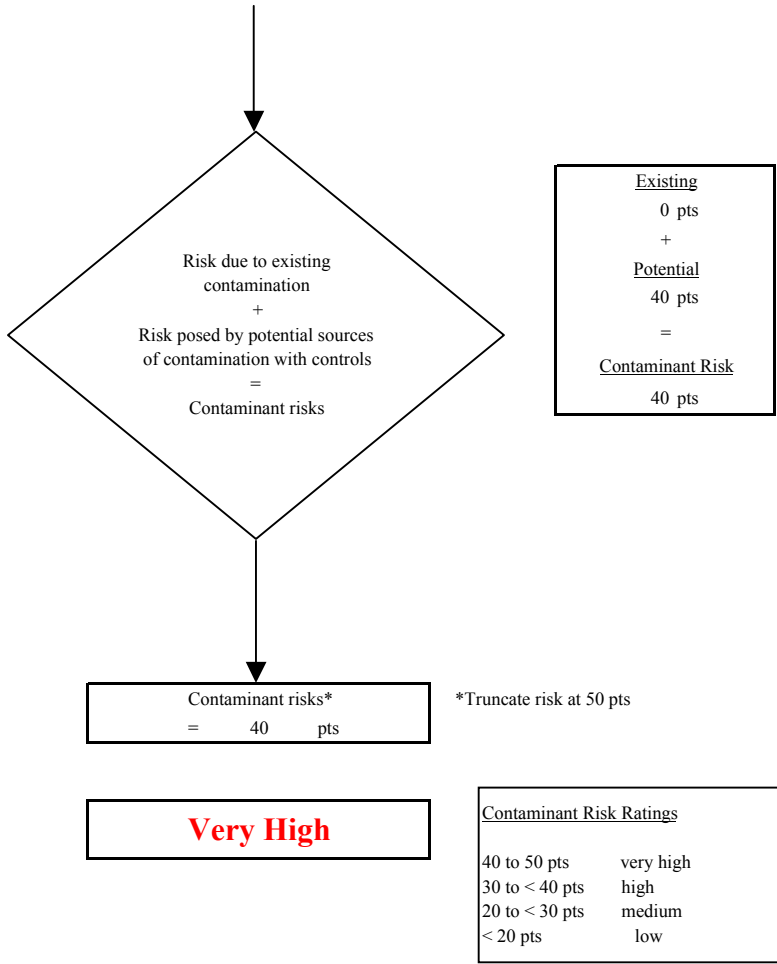 Risk due to existing
contamination
+
Risk posed by potential sources
of contamination with controls
=
Contaminant risks
Existing
0 pts
+
Potential
40 pts
=
Contaminant Risk
40 pts
Contaminant risks*
= 40 pts
*Truncate risk at 50 pts
Very High
Contaminant Risk Ratings
40 to 50 pts very high
30 to < 40 pts high
20 to < 30 pts medium
< 20 pts low